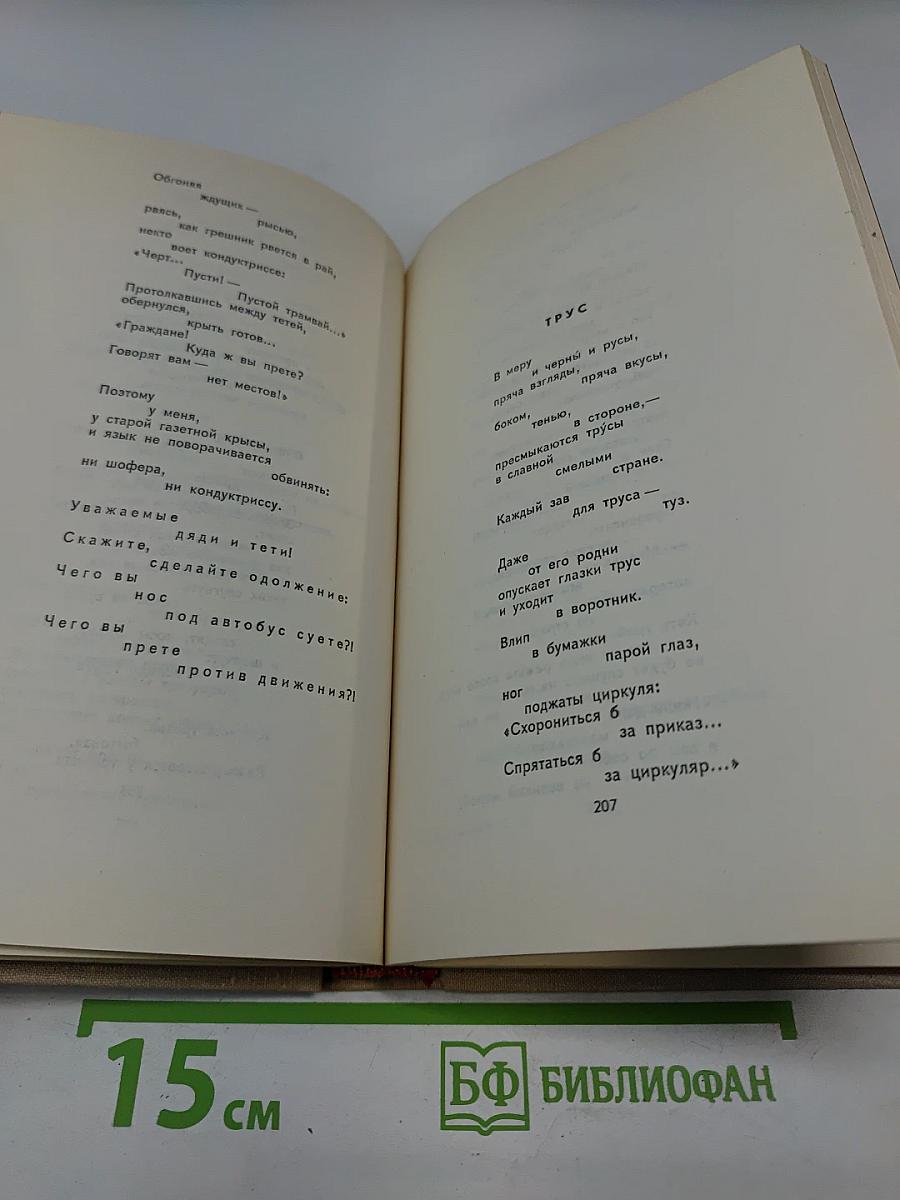 Обгоняя
ждущих —
рысью,
рвясь,
как грешник рвется в рай,
некто
воет кондуктриссе:
«Черт...
Пусти! —
Пустой трамвай...»
Протолкавшись между тетей,
обернулся,
крыть готов...
«Граждане!
Куда ж вы прете?
Говорят вам —
нет местов!»
Поэтому
у меня,
у старой газетной крысы,
и язык не поворачивается
обвинять:
ни шофера,
ни кондуктриссу.
Уважаемые
дяди и тети!
Скажите,
сделайте одолжение:
Чего вы
нос
под автобус суете?!
Чего вы
прете
против движения?!
ТРУС
В меру
и черны́ и русы,
пряча взгляды,
пряча вкусы,
боком,
тенью,
в стороне,—
пресмыкаются тру́сы
в славной
смелыми
стране.
Каждый зав
для труса —
туз.
Даже
от его родни
опускает глазки трус
и уходит
в воротник.
Влип
в бумажки
парой глаз,
ног
поджаты циркуля:
«Схорониться б
за приказ...
Спрятаться б
за циркуляр...»
207
15 см
БФ БИБЛИОФАН